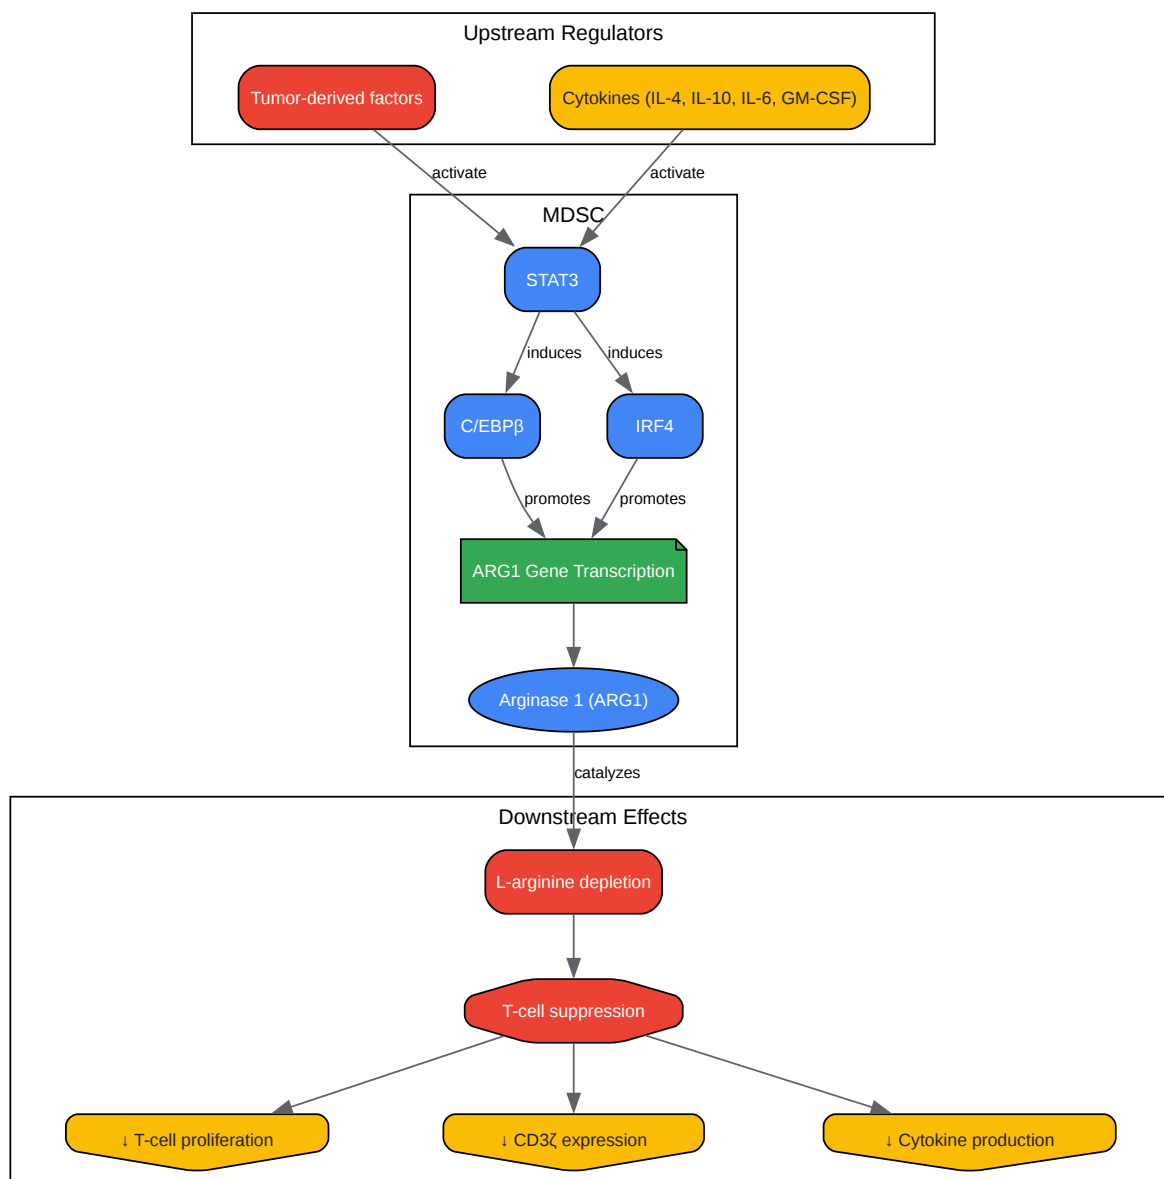 Upstream Regulators
Tumor-derived factors
Cytokines (IL-4, IL-10, IL-6, GM-CSF)
activate
activate
MDSC
STAT3
induces
induces
C/EBPβ
IRF4
promotes
promotes
ARG1 Gene Transcription
Arginase 1 (ARG1)
catalyzes
Downstream Effects
L-arginine depletion
T-cell suppression
↓ T-cell proliferation
↓ CD3ζ expression
↓ Cytokine production